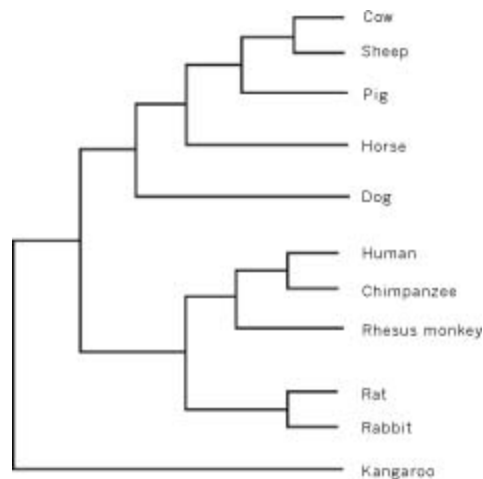 Cow
Sheep
Pig
Horse
Dog
Human
Chimpanzee
Rhesus monkey
Rat
Rabbit
Kangaroo